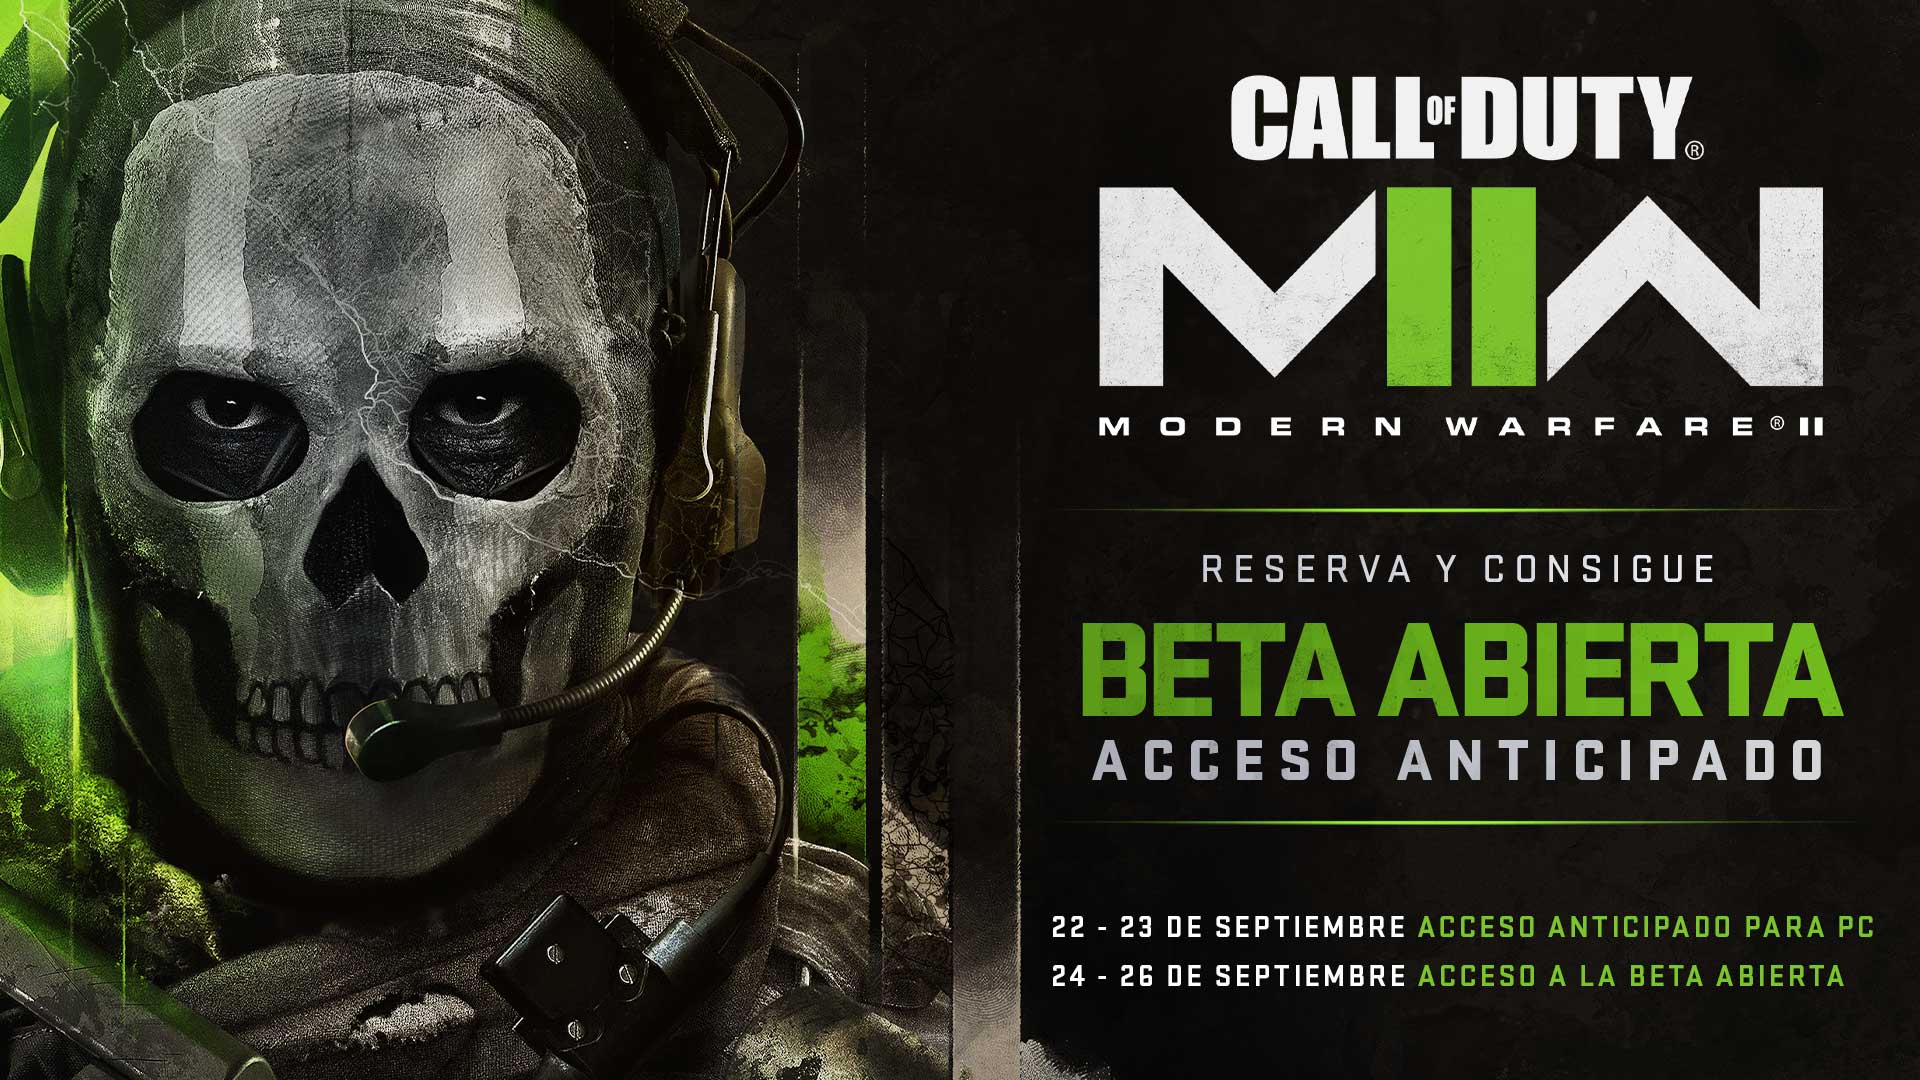 CALL OF DUTY®
MIIW
MODERN WARFARE® II
RESERVA Y CONSIGUE
BETA ABIERTA
ACCESO ANTICIPADO
22 - 23 DE SEPTIEMBRE ACCESO ANTICIPADO PARA PC
24 - 26 DE SEPTIEMBRE ACCESO A LA BETA ABIERTA